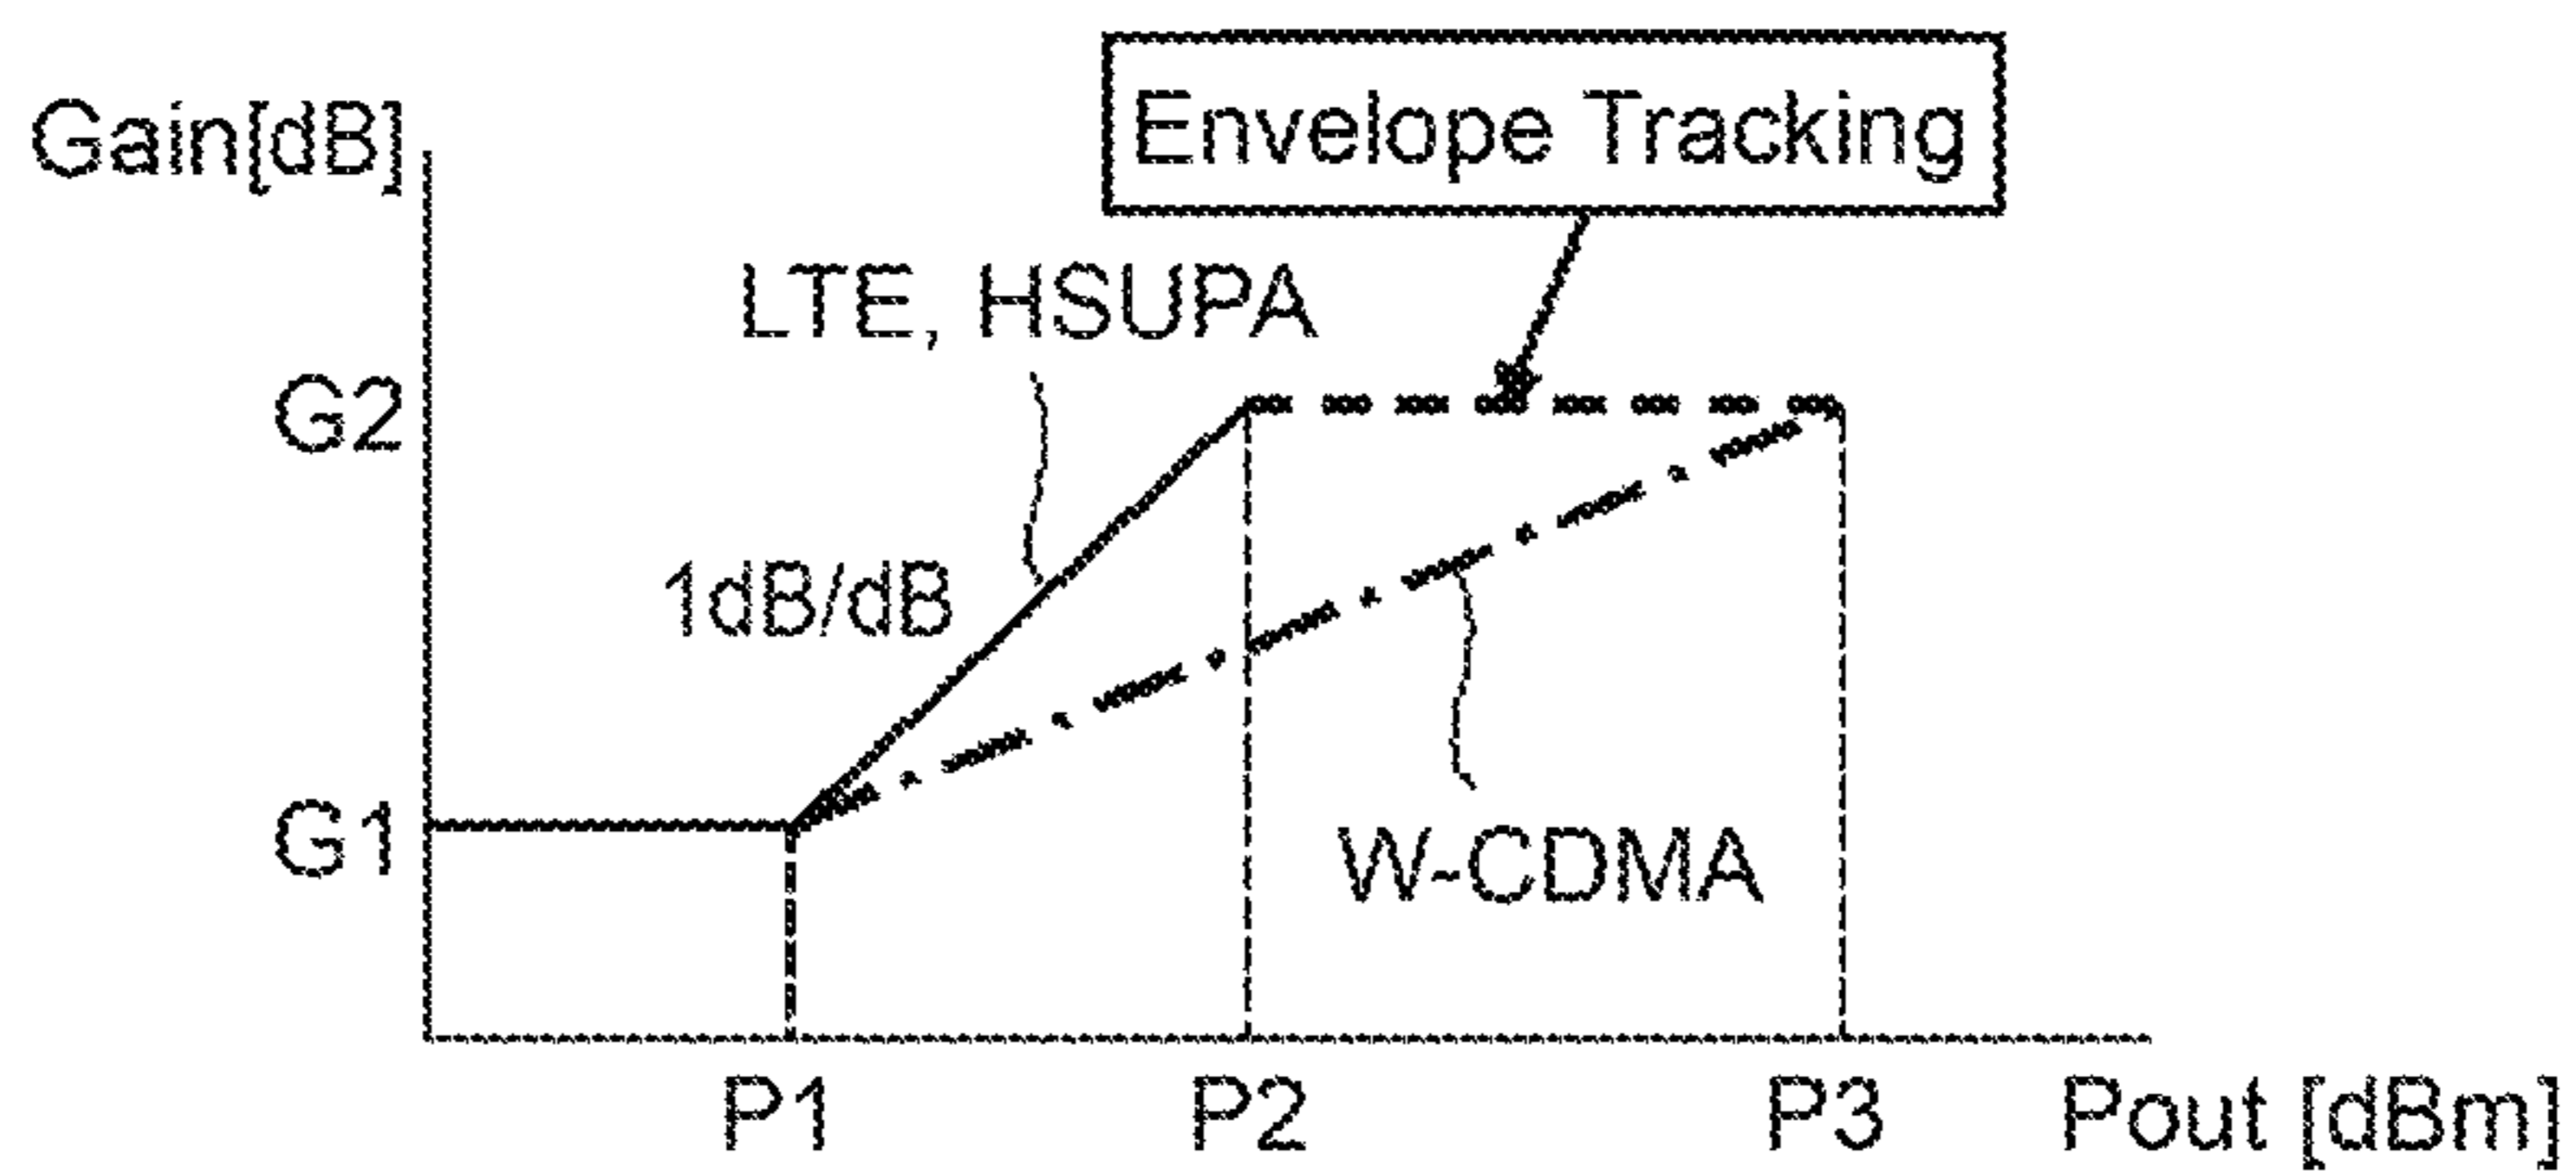 Envelope Tracking
Gain[dB]
LTE, HSUPA
G2
1dB/dB
G1
W-CDMA
P1
P2
P3
Pout [dBm]